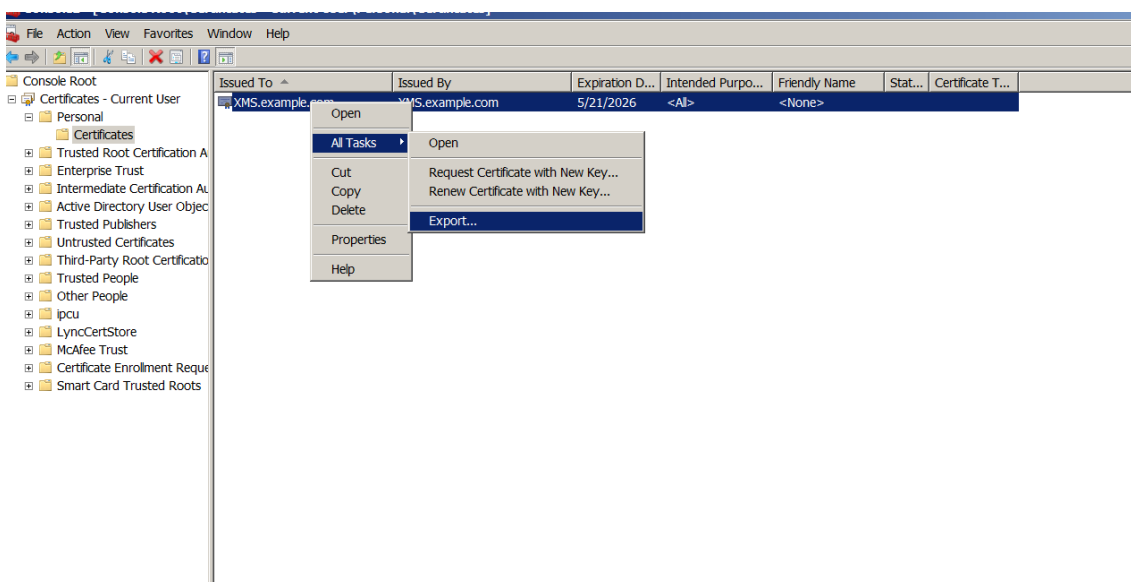 File Action View Favorites Window Help
Console Root
Certificates - Current User
Personal
Certificates
Trusted Root Certification A
Enterprise Trust
Intermediate Certification Au
Active Directory User Objec
Trusted Publishers
Untrusted Certificates
Third-Party Root Certificatio
Trusted People
Other People
ipcu
LyncCertStore
McAfee Trust
Certificate Enrollment Reque
Smart Card Trusted Roots
Issued To Issued By Expiration D... Intended Purpo... Friendly Name Stat... Certificate T...
XMS.example.com XMS.example.com 5/21/2026 <All> <None>
Open
All Tasks
Cut
Copy
Delete
Properties
Help
Open
Request Certificate with New Key...
Renew Certificate with New Key...
Export...